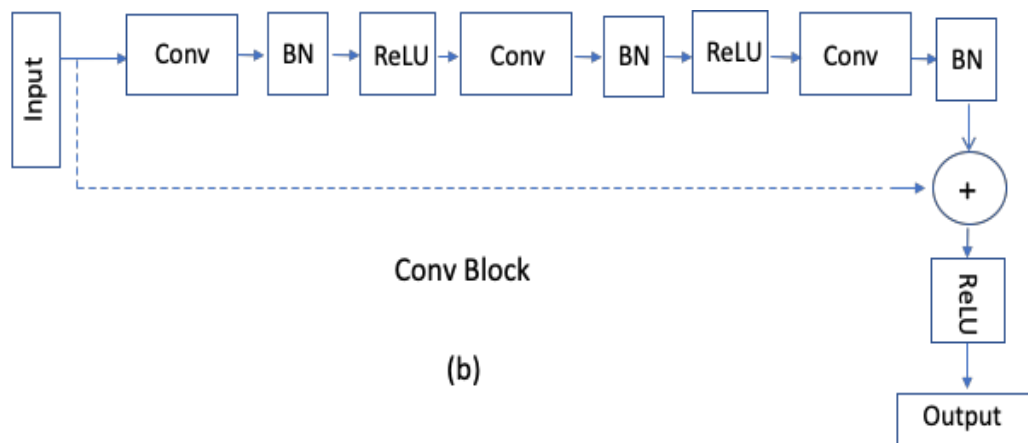 Input
Conv
BN
ReLU
Conv
BN
ReLU
Conv
BN
+
ReLU
Output
Conv Block
(b)